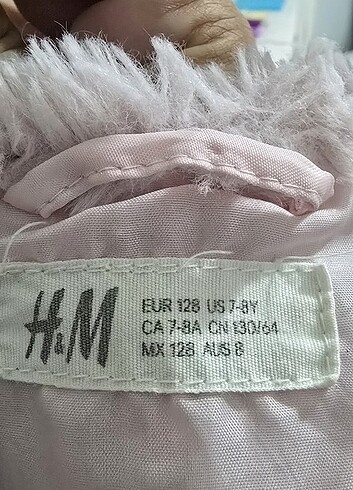 H&M
EUR 128 US 7-8Y
CA 7-8A CN 130/64
MX 128 AUS 8